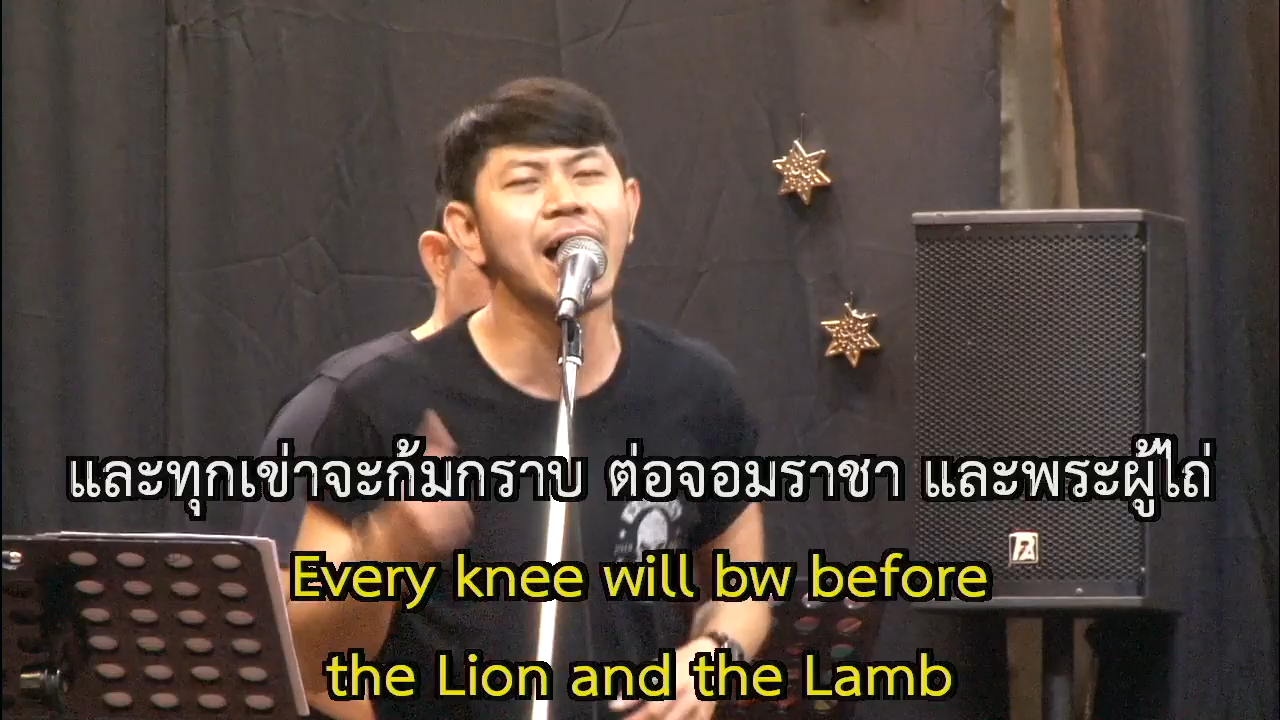 และทุกเข่าจะก้มกราบ ต่อจอมราชา และพระผู้ไถ่
Every knee will bw before
the Lion and the Lamb